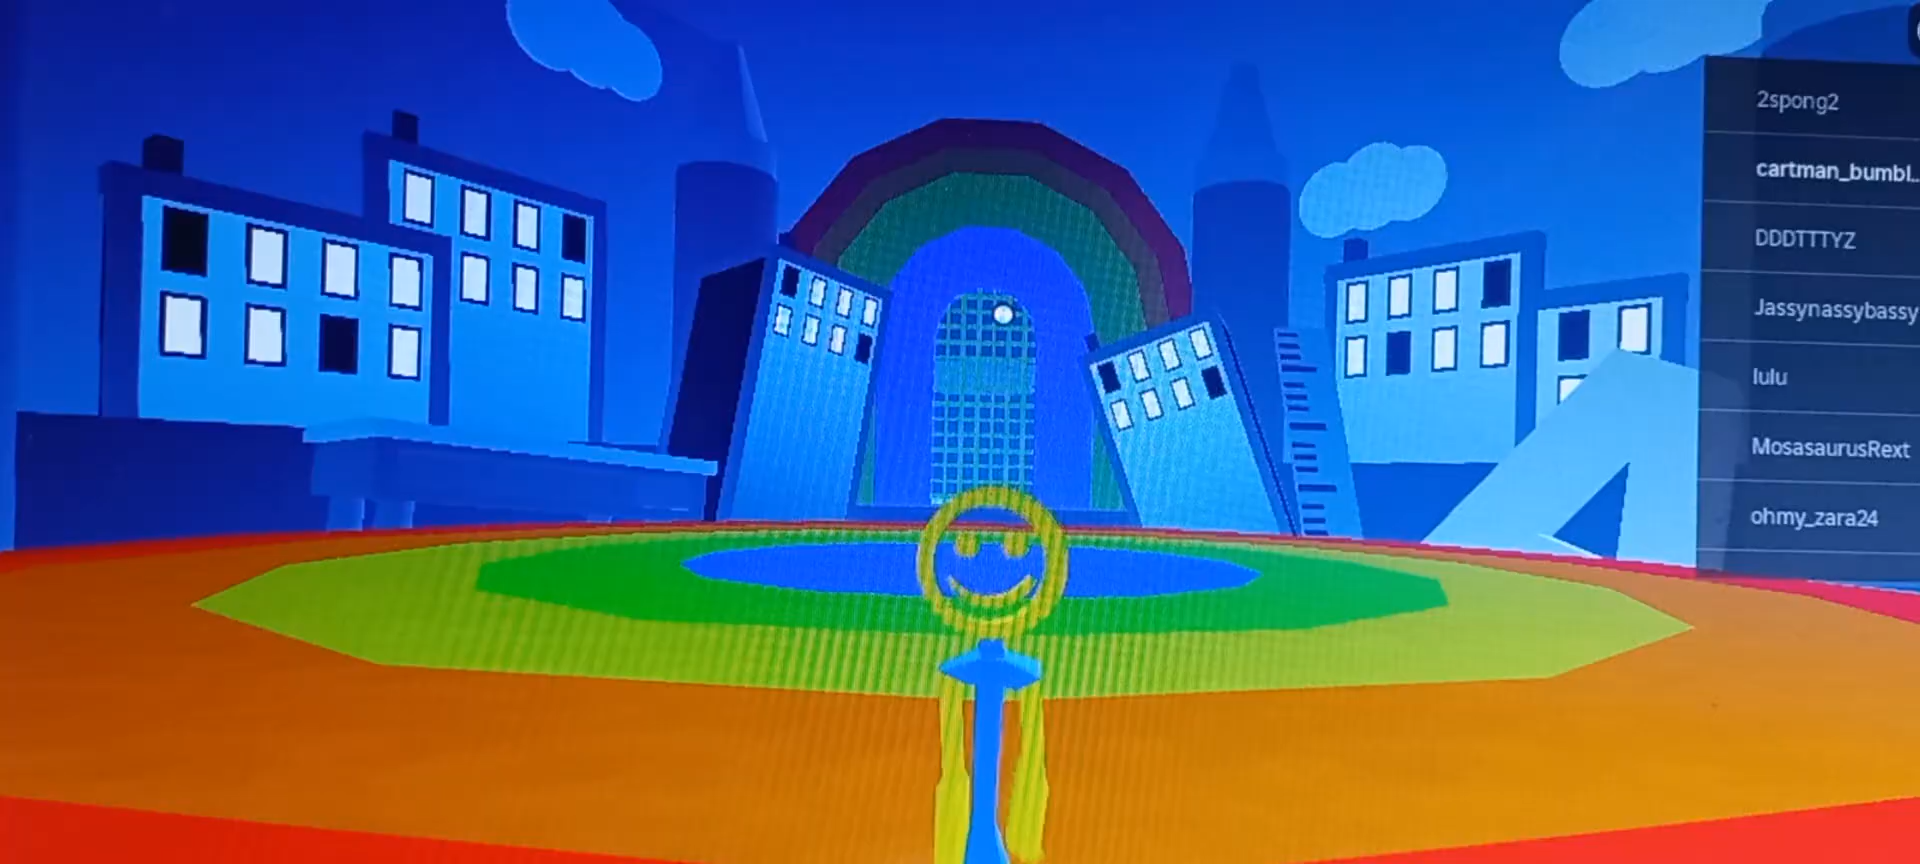 2spong2
cartman_bumbl...
DDDTTTYZ
Jassynassybassy
lulu
MosasaurusRext
ohmy_zara24